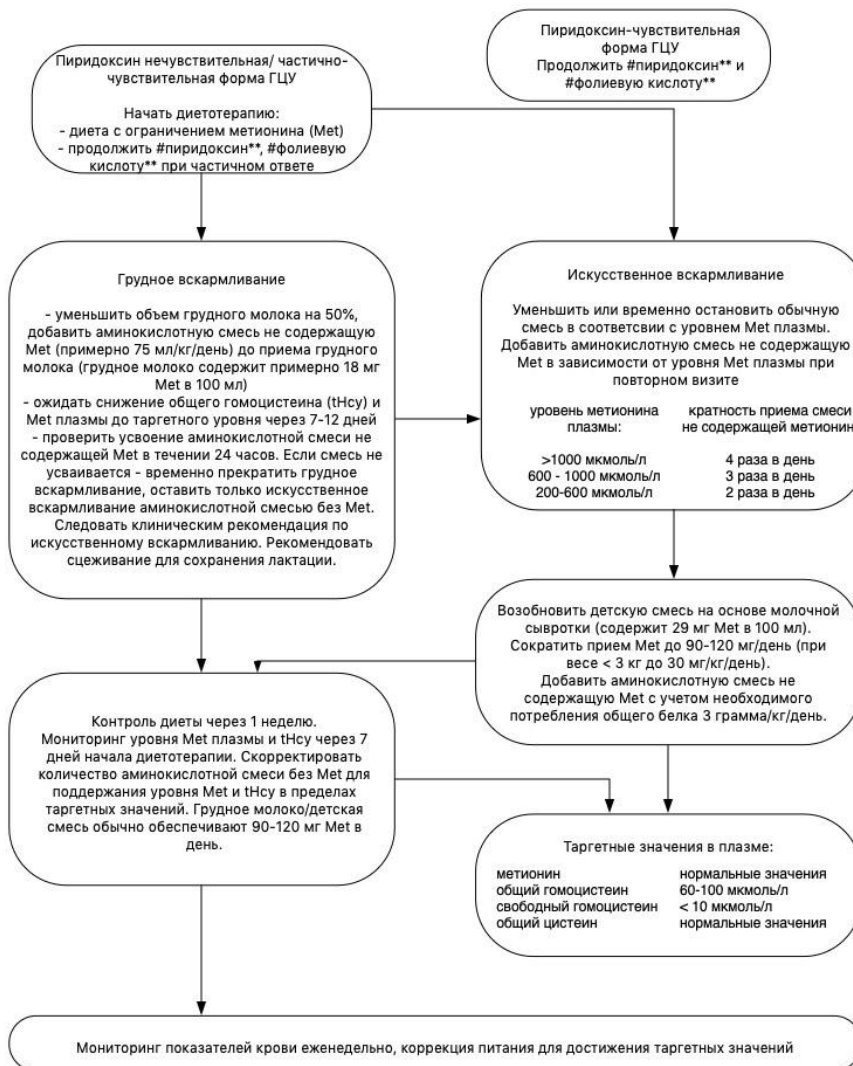 Пиридоксин нечувствительная/ частично-
чувствительная форма ГЦУ
Начать диетотерапию:
- диета с ограничением метионина (Met)
- продолжить #пиридоксин**, #фолиевую
кислоту** при частичном ответе
Пиридоксин-чувствительная
форма ГЦУ
Продолжить #пиридоксин** и
#фолиевую кислоту**
Грудное вскармливание
- уменьшить объем грудного молока на 50%,
добавить аминокислотную смесь не содержащую
Met (примерно 75 мл/кг/день) до приема грудного
молока (грудное молоко содержит примерно 18 мг
Met в 100 мл)
- ожидать снижение общего гомоцистеина (tHcy) и
Met плазмы до таргетного уровня через 7-12 дней
- проверить усвоение аминокислотной смеси не
содержащей Met в течении 24 часов. Если смесь не
усваивается - временно прекратить грудное
вскармливание, оставить только искусственное
вскармливание аминокислотной смесью без Met.
Следовать клиническим рекомендация по
искусственному вскармливанию. Рекомендовать
сцеживание для сохранения лактации.
Искусственное вскармливание
Уменьшить или временно остановить обычную
смесь в соответсвии с уровнем Met плазмы.
Добавить аминокислотную смесь не содержащую
Met в зависимости от уровня Met плазмы при
повторном визите
уровень метионина кратность приема смеси
плазмы: не содержащей метионин
>1000 мкмоль/л 4 раза в день
600 - 1000 мкмоль/л 3 раза в день
200-600 мкмоль/л 2 раза в день
Возобновить детскую смесь на основе молочной
сывротки (содержит 29 мг Met в 100 мл).
Сократить прием Met до 90-120 мг/день (при
весе < 3 кг до 30 мг/кг/день).
Добавить аминокислотную смесь не
содержащую Met с учетом необходимого
потребления общего белка 3 грамма/кг/день.
Контроль диеты через 1 неделю.
Мониторинг уровня Met плазмы и tHcy через 7
дней начала диетотерапии. Скорректировать
количество аминокислотной смеси без Met для
поддержания уровня Met и tHcy в пределах
таргетных значений. Грудное молоко/детская
смесь обычно обеспечивают 90-120 мг Met в
день.
Таргетные значения в плазме:
метионин нормальные значения
общий гомоцистеин 60-100 мкмоль/л
свободный гомоцистеин < 10 мкмоль/л
общий цистеин нормальные значения
Мониторинг показателей крови еженедельно, коррекция питания для достижения таргетных значений